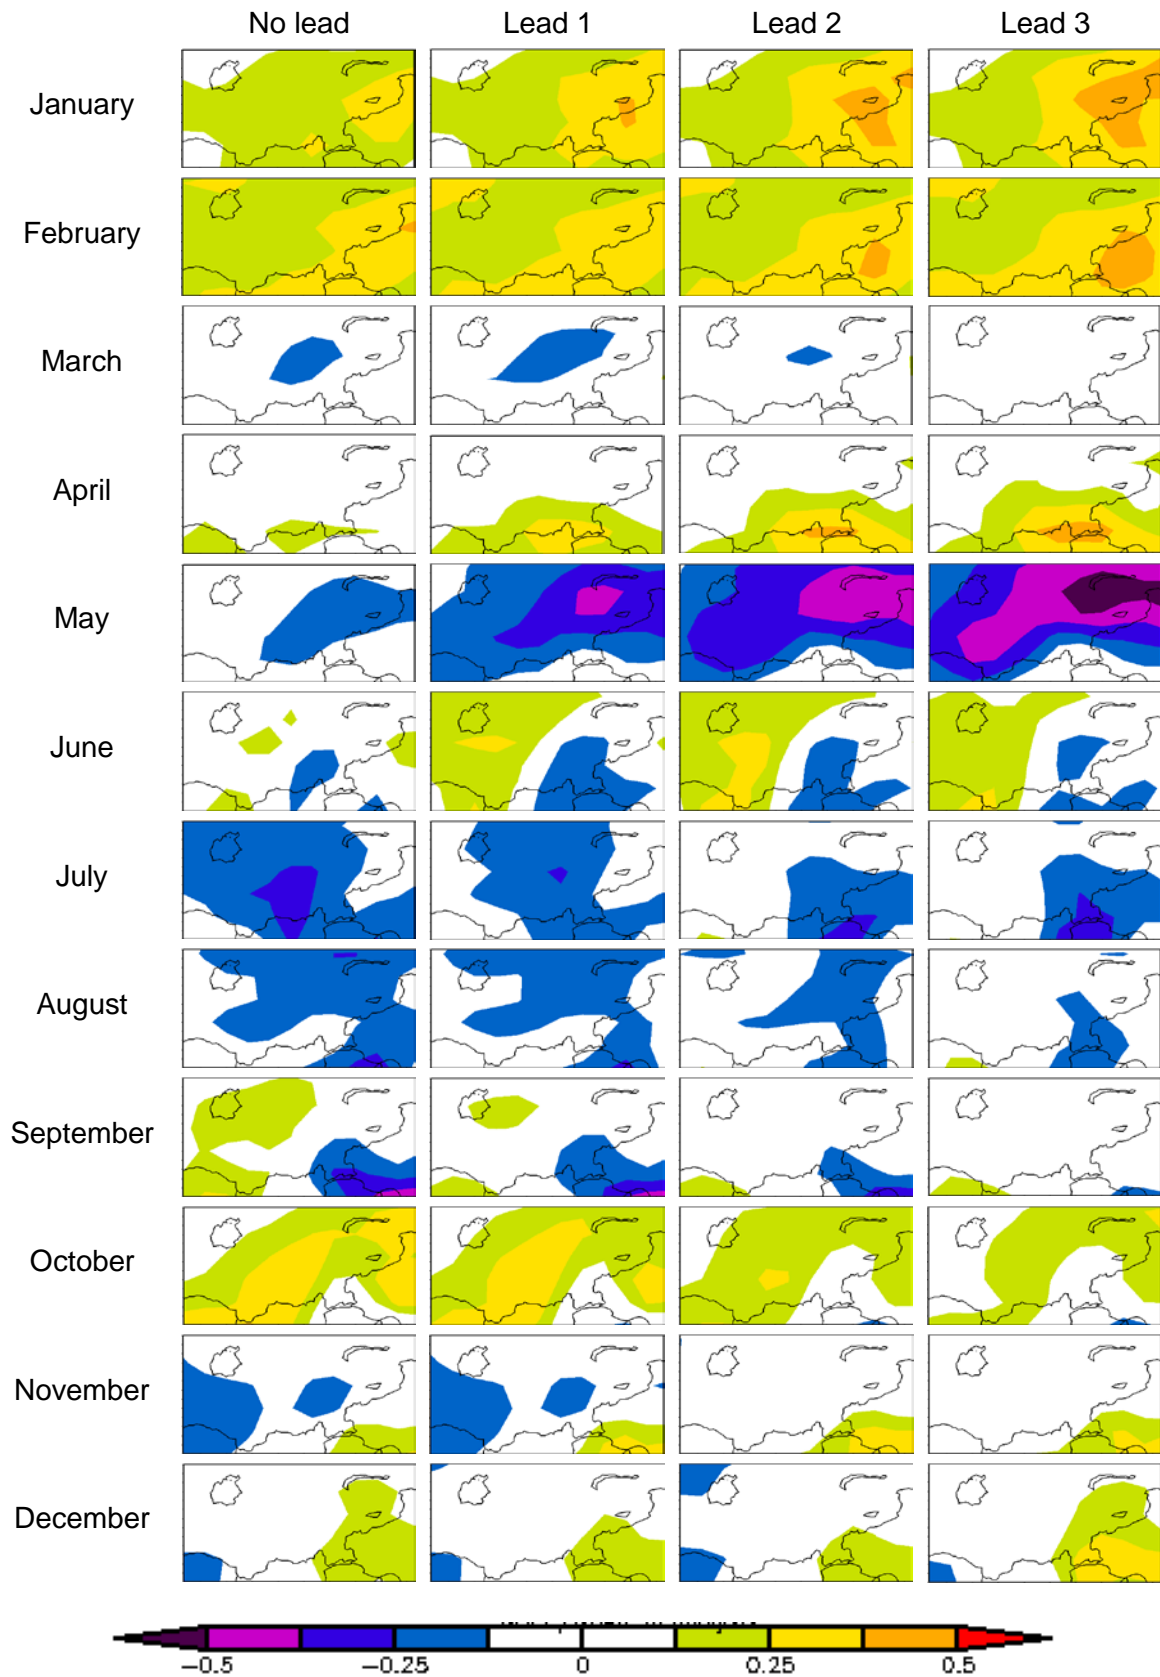 No lead Lead 1 Lead 2 Lead 3
January
February
March
April
May
June
July
August
September
October
November
December
−0.5 −0.25 0 0.25 0.5